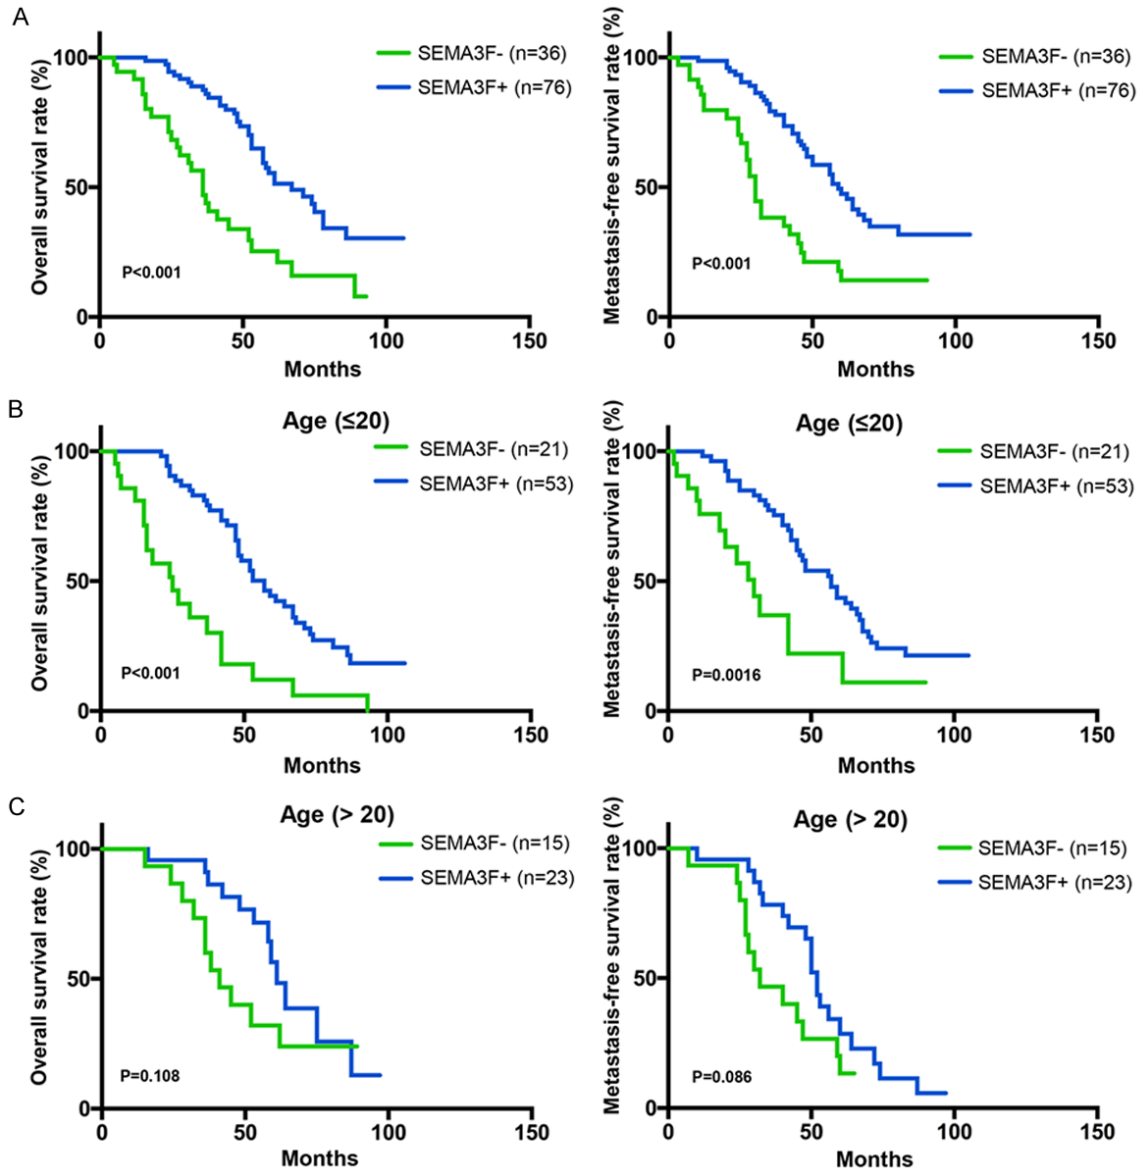 A
Overall survival rate (%)
100
50
0
SEMA3F- (n=36)
SEMA3F+ (n=76)
P<0.001
0 50 100 150
Months
Metastasis-free survival rate (%)
100
50
0
SEMA3F- (n=36)
SEMA3F+ (n=76)
P<0.001
0 50 100 150
Months
B
Age (≤20)
Overall survival rate (%)
100
50
0
SEMA3F- (n=21)
SEMA3F+ (n=53)
P<0.001
0 50 100 150
Months
Age (≤20)
Metastasis-free survival rate (%)
100
50
0
SEMA3F- (n=21)
SEMA3F+ (n=53)
P=0.0016
0 50 100 150
Months
C
Age (> 20)
Overall survival rate (%)
100
50
0
SEMA3F- (n=15)
SEMA3F+ (n=23)
P=0.108
0 50 100 150
Months
Age (> 20)
Metastasis-free survival rate (%)
100
50
0
SEMA3F- (n=15)
SEMA3F+ (n=23)
P=0.086
0 50 100 150
Months